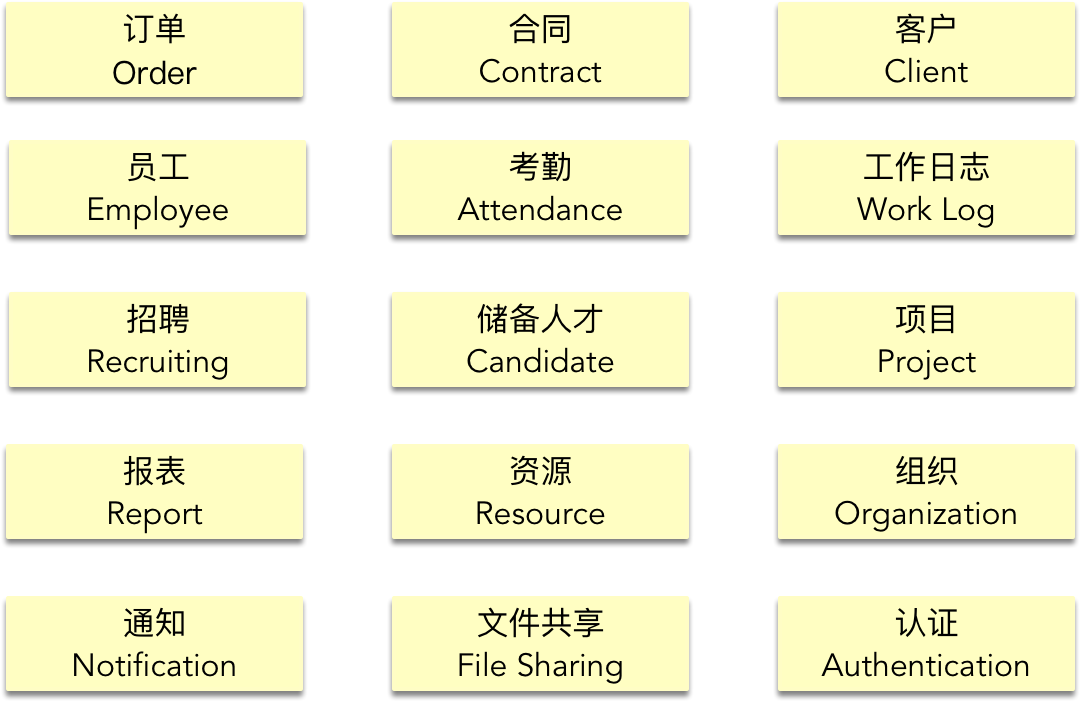 订单
Order
合同
Contract
客户
Client
员工
Employee
考勤
Attendance
工作日志
Work Log
招聘
Recruiting
储备人才
Candidate
项目
Project
报表
Report
资源
Resource
组织
Organization
通知
Notification
文件共享
File Sharing
认证
Authentication